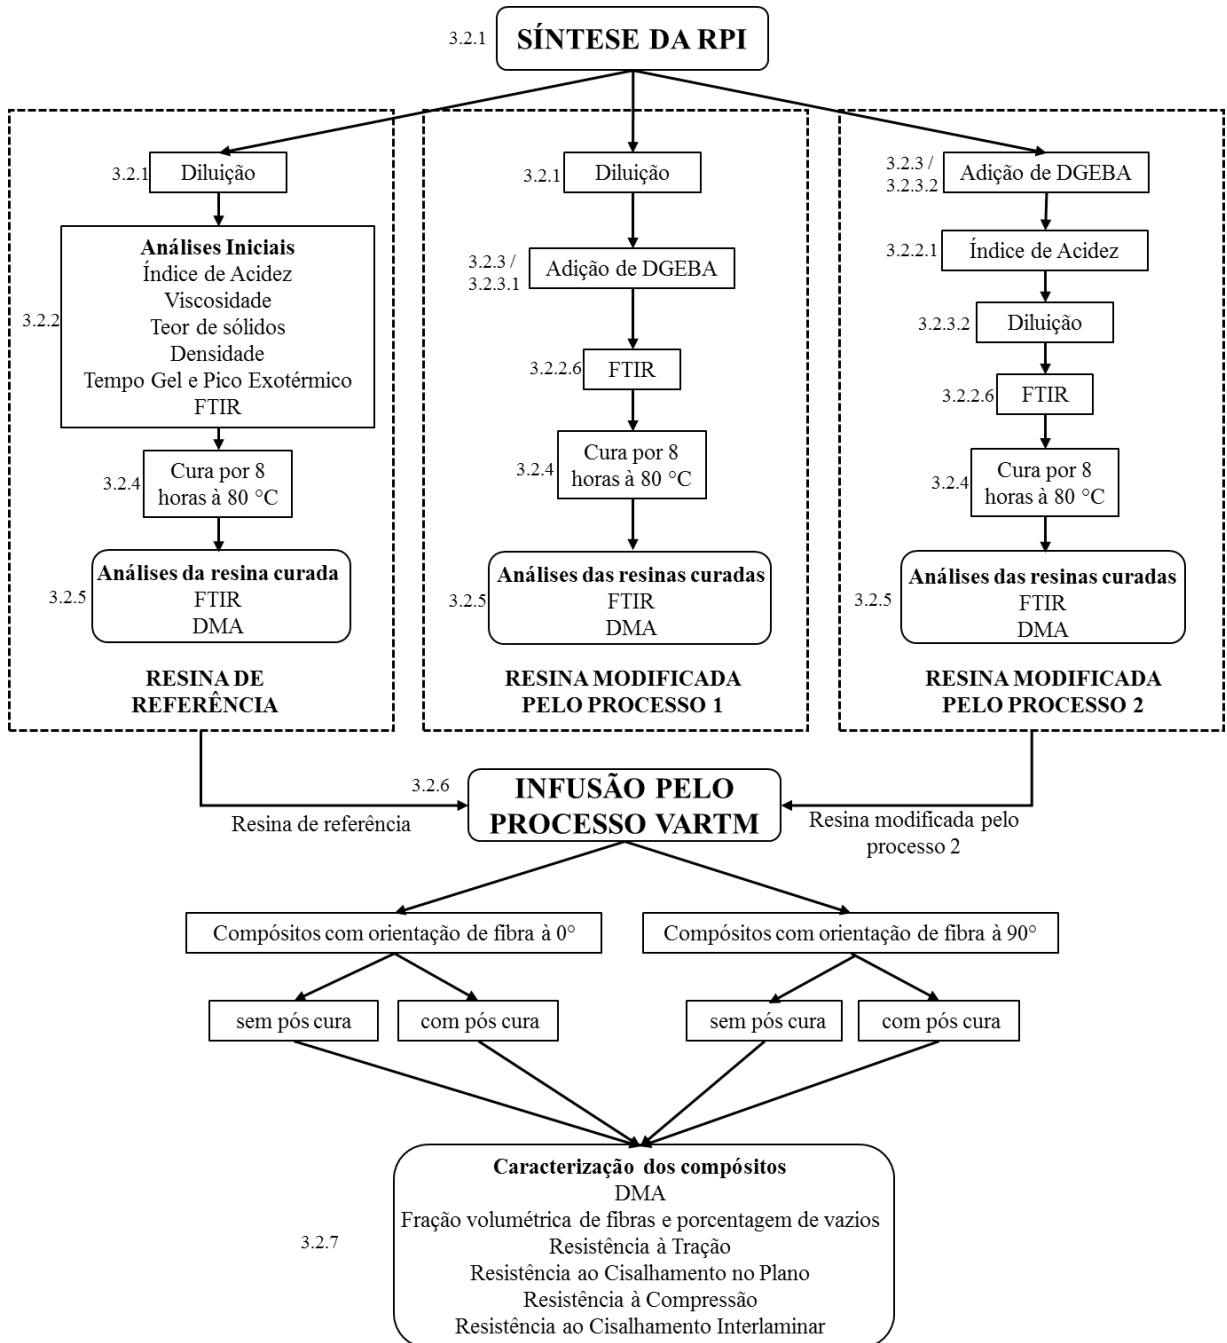 3.2.1
SÍNTESE DA RPI
3.2.1
Diluição
Análises Iniciais
Índice de Acidez
Viscosidade
Teor de sólidos
Densidade
Tempo Gel e Pico Exotérmico
FTIR
3.2.2
3.2.4
Cura por 8
horas à 80 °C
Análises da resina curada
FTIR
DMA
3.2.5
RESINA DE
REFERÊNCIA
3.2.1
Diluição
3.2.3 /
3.2.3.1
Adição de DGEBA
3.2.2.6
FTIR
3.2.4
Cura por 8
horas à 80 °C
Análises das resinas curadas
FTIR
DMA
3.2.5
RESINA MODIFICADA
PELO PROCESSO 1
3.2.3 /
3.2.3.2
Adição de DGEBA
3.2.2.1
Índice de Acidez
3.2.3.2
Diluição
3.2.2.6
FTIR
3.2.4
Cura por 8
horas à 80 °C
Análises das resinas curadas
FTIR
DMA
3.2.5
RESINA MODIFICADA
PELO PROCESSO 2
3.2.6
INFUSÃO PELO
PROCESSO VARTM
Resina de referência
Resina modificada pelo
processo 2
Compósitos com orientação de fibra à 0°
Compósitos com orientação de fibra à 90°
sem pós cura
com pós cura
sem pós cura
com pós cura
3.2.7
Caracterização dos compósitos
DMA
Fração volumétrica de fibras e porcentagem de vazios
Resistência à Tração
Resistência ao Cisalhamento no Plano
Resistência à Compressão
Resistência ao Cisalhamento Interlaminar